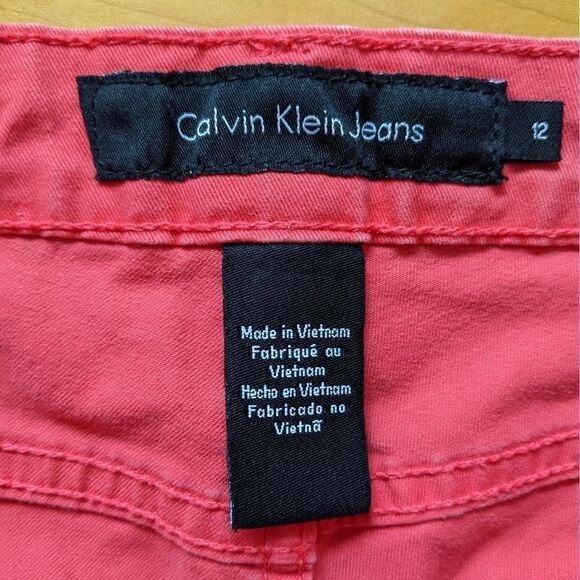 Calvin Klein Jeans
12
Made in Vietnam
Fabriqué au
Vietnam
Hecho en Vietnam
Fabricado no
Vietnã